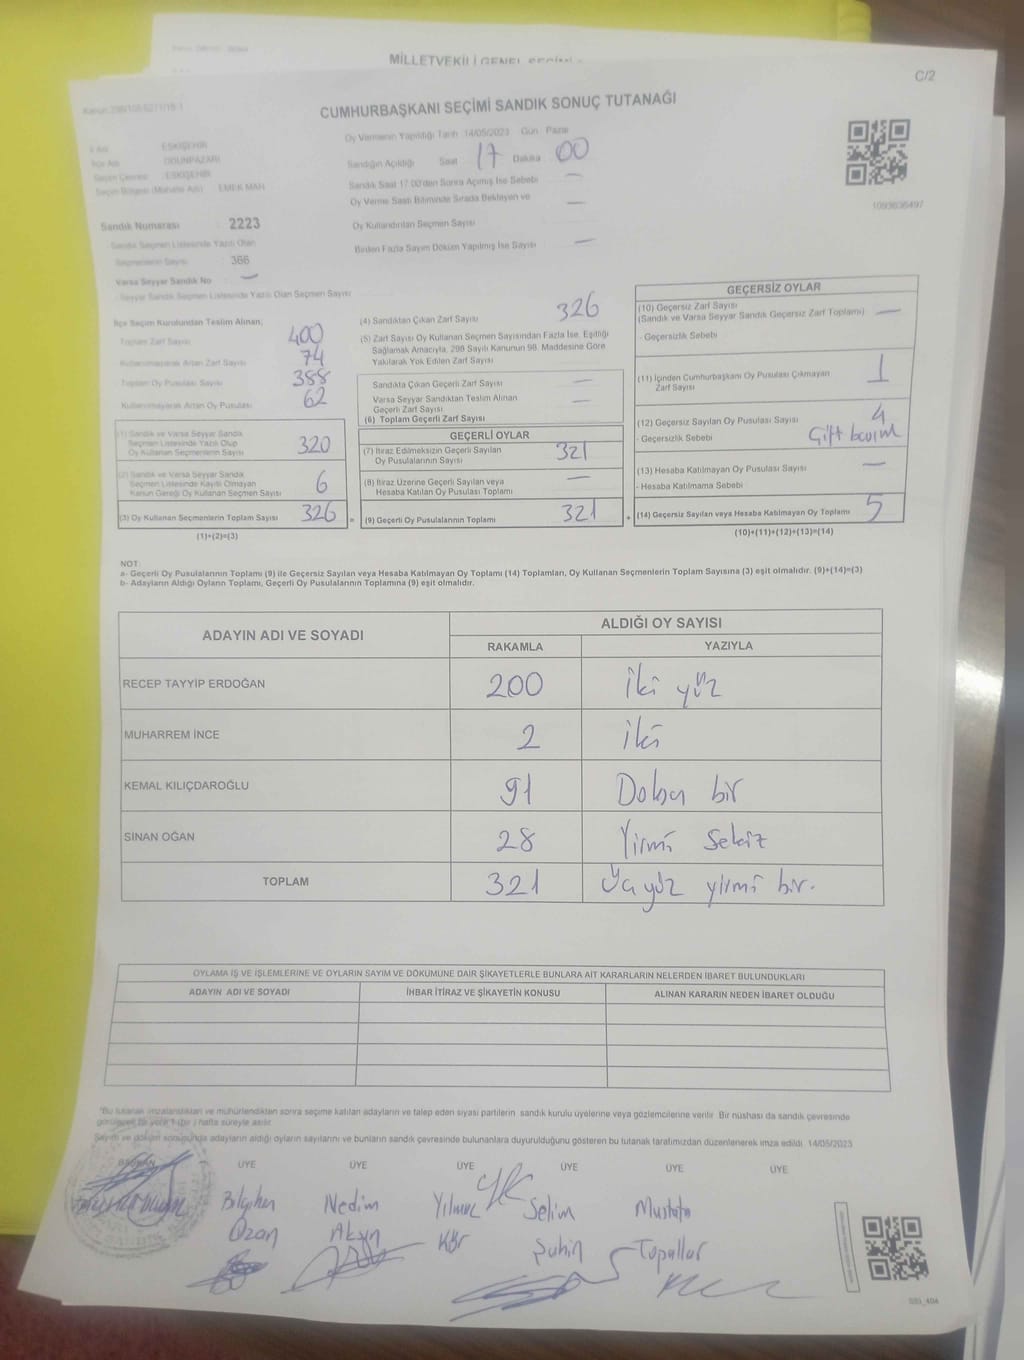 MİLLETVEKİLİ GENEL SEÇİMİ
C/2
CUMHURBAŞKANI SEÇİMİ SANDIK SONUÇ TUTANAĞI
Oy Vermenin Yapıldığı Tarih 14/05/2023 Gün Pazar
İl Adı ESKİŞEHİR
İlçe Adı ODUNPAZARI
Seçim Çevresi ESKİŞEHİR
Seçim Bölgesi (Mahalle Adı) EMEK MAH
Sandığın Açıldığı Saat 17 Dakika 00
Sandık Saat 17.00'den Sonra Açılmış İse Sebebi —
Oy Verme Saati Bitiminde Sırada Bekleyen ve
Oy Kullandırılan Seçmen Sayısı —
Birden Fazla Sayım Döküm Yapılmış İse Sayısı —
1093636497
Sandık Numarası 2223
Sandık Seçmen Listesinde Yazılı Olan
Seçmenlerin Sayısı 366
Varsa Seyyar Sandık No —
Seyyar Sandık Seçmen Listesinde Yazılı Olan Seçmen Sayısı
İlçe Seçim Kurulundan Teslim Alınan;
Toplam Zarf Sayısı 400
Kullanılmayarak Artan Zarf Sayısı 74
Toplam Oy Pusulası Sayısı 388
Kullanılmayarak Artan Oy Pusulası 62
(1) Sandık ve Varsa Seyyar Sandık
Seçmen Listesinde Yazılı Olup
Oy Kullanan Seçmenlerin Sayısı 320
(2) Sandık ve Varsa Seyyar Sandık
Seçmen Listesinde Kayıtlı Olmayan
Kanun Gereği Oy Kullanan Seçmen Sayısı 6
(3) Oy Kullanan Seçmenlerin Toplam Sayısı 326
(1)+(2)=(3)
(4) Sandıktan Çıkan Zarf Sayısı 326
(5) Zarf Sayısı Oy Kullanan Seçmen Sayısından Fazla İse, Eşitliği
Sağlamak Amacıyla, 298 Sayılı Kanunun 98. Maddesine Göre
Yakılarak Yok Edilen Zarf Sayısı
Sandıkta Çıkan Geçerli Zarf Sayısı —
Varsa Seyyar Sandıktan Teslim Alınan
Geçerli Zarf Sayısı —
(6) Toplam Geçerli Zarf Sayısı
GEÇERLİ OYLAR
(7) İtiraz Edilmeksizin Geçerli Sayılan
Oy Pusulalarının Sayısı 321
(8) İtiraz Üzerine Geçerli Sayılan veya
Hesaba Katılan Oy Pusulası Toplamı —
= (9) Geçerli Oy Pusulalarının Toplamı 321 +
GEÇERSİZ OYLAR
(10) Geçersiz Zarf Sayısı
(Sandık ve Varsa Seyyar Sandık Geçersiz Zarf Toplamı) —
- Geçersizlik Sebebi
(11) İçinden Cumhurbaşkanı Oy Pusulası Çıkmayan
Zarf Sayısı 1
(12) Geçersiz Sayılan Oy Pusulası Sayısı 4
- Geçersizlik Sebebi Çift basım
(13) Hesaba Katılmayan Oy Pusulası Sayısı —
- Hesaba Katılmama Sebebi
(14) Geçersiz Sayılan veya Hesaba Katılmayan Oy Toplamı 5
(10)+(11)+(12)+(13)=(14)
NOT:
a- Geçerli Oy Pusulalarının Toplamı (9) ile Geçersiz Sayılan veya Hesaba Katılmayan Oy Toplamı (14) Toplamları, Oy Kullanan Seçmenlerin Toplam Sayısına (3) eşit olmalıdır. (9)+(14)=(3)
b- Adayların Aldığı Oyların Toplamı, Geçerli Oy Pusulalarının Toplamına (9) eşit olmalıdır.
ADAYIN ADI VE SOYADI ALDIĞI OY SAYISI
RAKAMLA YAZIYLA
RECEP TAYYİP ERDOĞAN 200 İki yüz
MUHARREM İNCE 2 iki
KEMAL KILIÇDAROĞLU 91 Doksan bir
SİNAN OĞAN 28 Yirmi sekiz
TOPLAM 321 Üç yüz yirmi bir.
OYLAMA İŞ VE İŞLEMLERİNE VE OYLARIN SAYIM VE DÖKÜMÜNE DAİR ŞİKAYETLERLE BUNLARA AİT KARARLARIN NELERDEN İBARET BULUNDUKLARI
ADAYIN ADI VE SOYADI İHBAR İTİRAZ VE ŞİKAYETİN KONUSU ALINAN KARARIN NEDEN İBARET OLDUĞU
*Bu tutanak imzalandıktan ve mühürlendikten sonra seçime katılan adayların ve talep eden siyasi partilerin sandık kurulu üyelerine veya gözlemcilerine verilir. Bir nüshası da sandık çevresinde
görülecek bir yere 1 (bir) hafta süreyle asılır.
Sayım ve döküm sonucunda adayların aldığı oyların sayılarını ve bunların sandık çevresinde bulunanlara duyurulduğunu gösteren bu tutanak tarafımızdan düzenlenerek imza edildi. 14/05/2023
BAŞKAN ÜYE ÜYE ÜYE ÜYE ÜYE ÜYE
Bilgihan Nedim Yılmaz Selim Mustafa
Ozan Akyn Kör Şahin Topallar
SSI_404